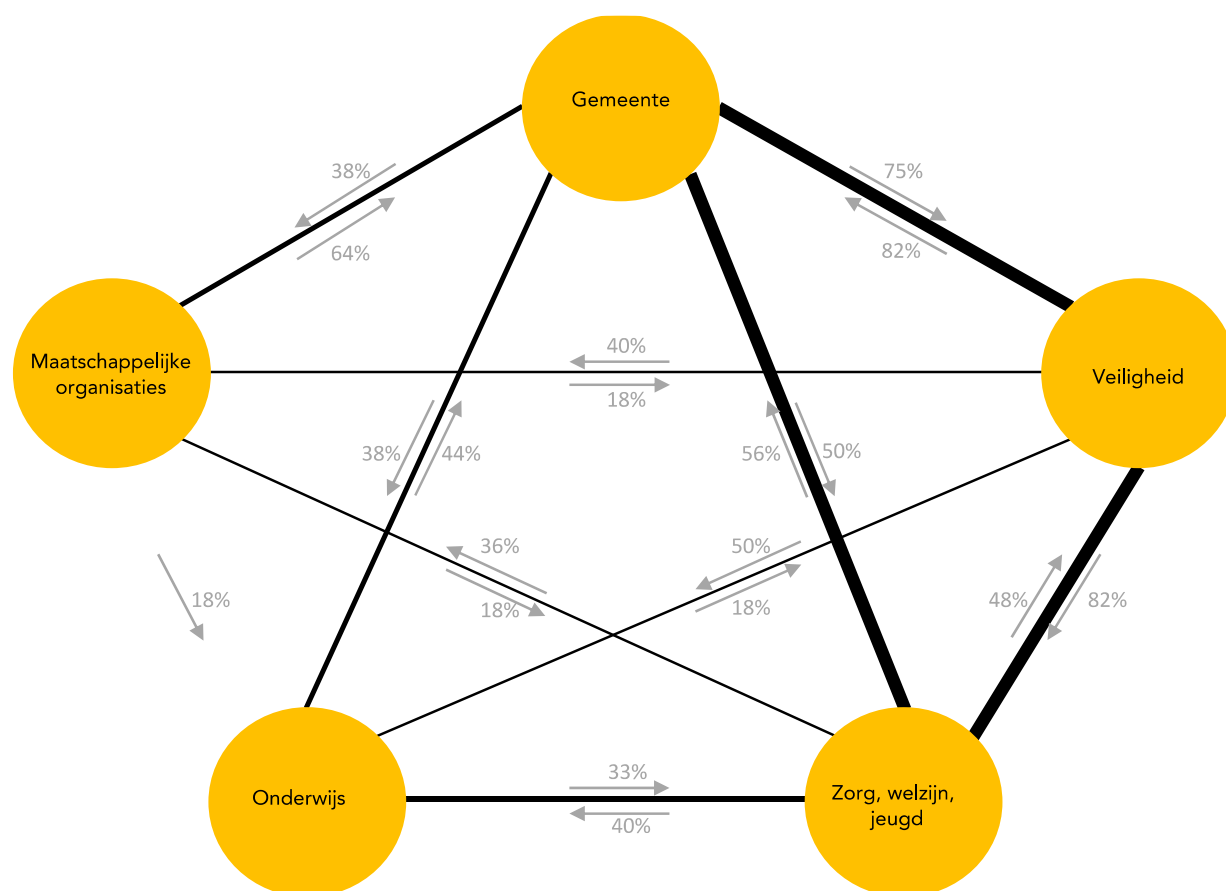 Gemeente
38%
75%
64%
82%
Maatschappelijke
organisaties
40%
18%
Veiligheid
38%
44%
56%
50%
36%
18%
50%
18%
18%
48%
82%
Onderwijs
33%
40%
Zorg, welzijn,
jeugd